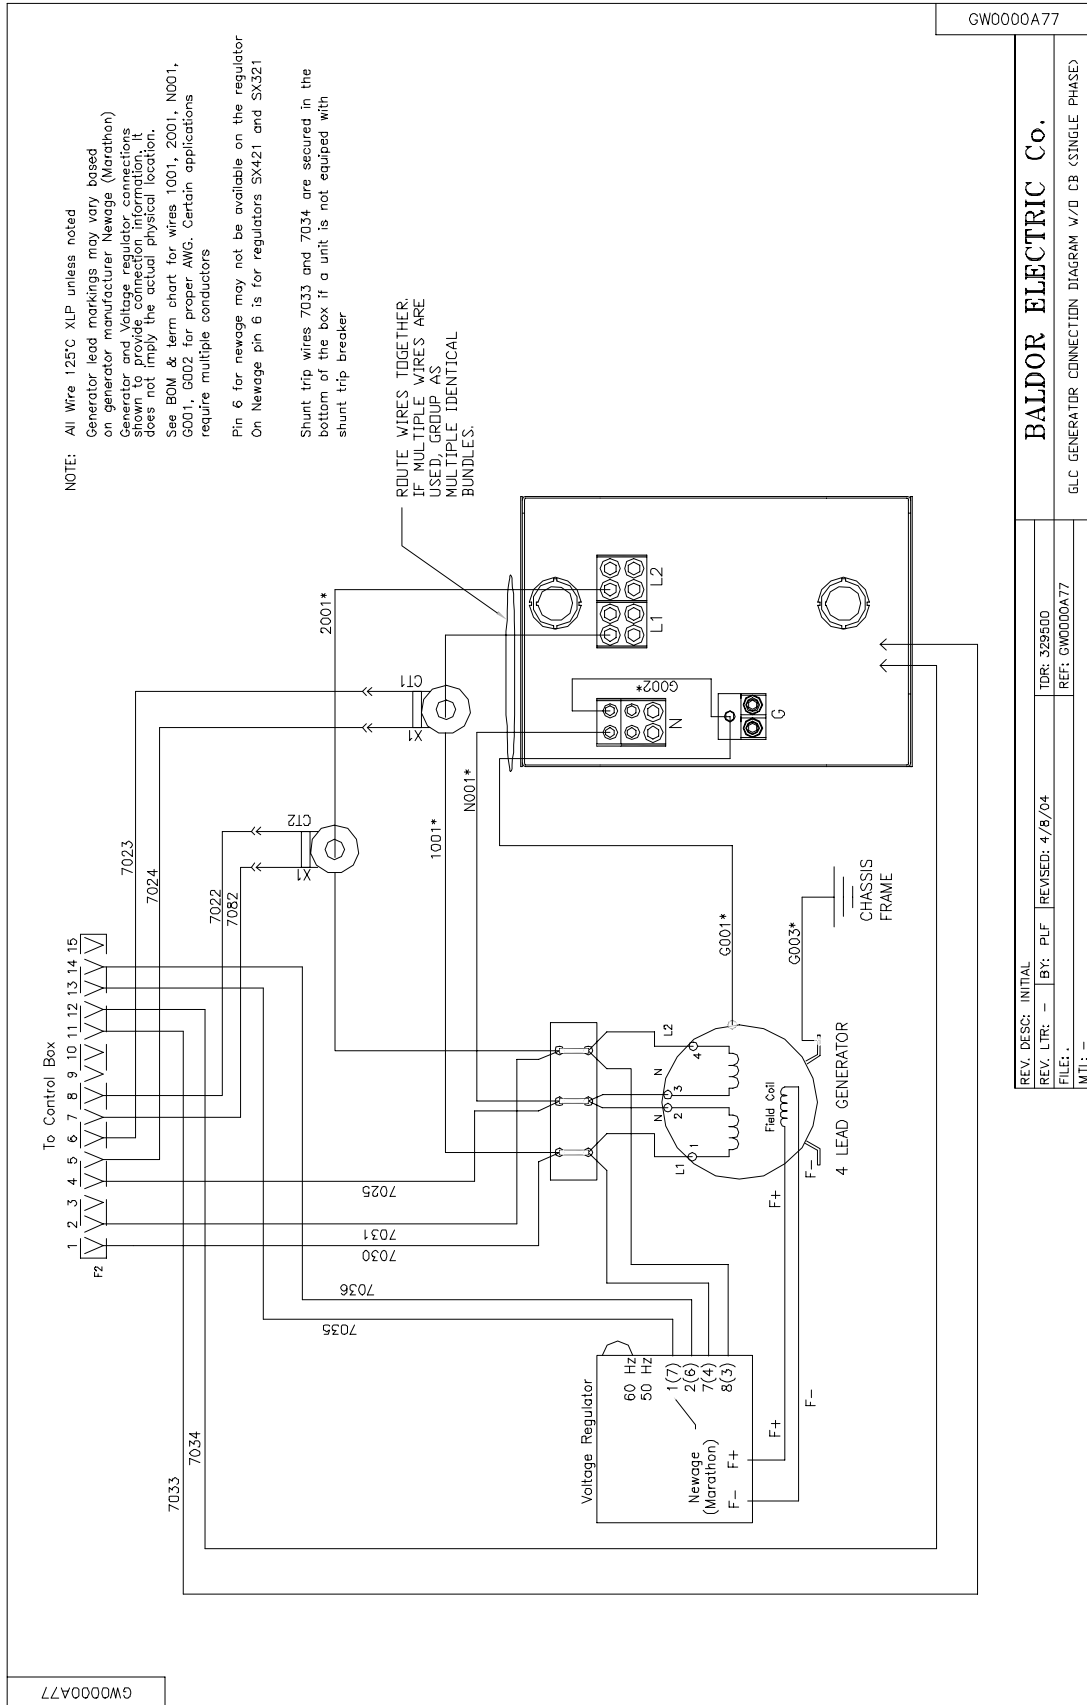 GW0000A77
NOTE: All Wire 125°C XLP unless noted
Generator lead markings may vary based
on generator manufacturer Newage (Marathon)
Generator and Voltage regulator connections
shown to provide connection information. It
does not imply the actual physical location.
See BOM & term chart for wires 1001, 2001, N001,
G001, G002 for proper AWG. Certain applications
require multiple conductors
Pin 6 for newage may not be available on the regulator
On Newage pin 6 is for regulators SX421 and SX321
Shunt trip wires 7033 and 7034 are secured in the
bottom of the box if a unit is not equiped with
shunt trip breaker
ROUTE WIRES TOGETHER.
IF MULTIPLE WIRES ARE
USED, GROUP AS
MULTIPLE IDENTICAL
BUNDLES.
To Control Box
1 2 3 4 5 6 7 8 9 10 11 12 13 14 15
F2
7023
7024
7022
7082
7025
7031
7030
7036
7035
7033
7034
CT1
X1
CT2
X1
2001*
1001*
N001*
G002*
L1
L2
N
G
G001*
G003*
CHASSIS
FRAME
L2
4
N
3
N
2
L1
1
Field Coil
4 LEAD GENERATOR
F+
F-
F+
F-
Voltage Regulator
60 Hz
50 Hz
1(7)
2(6)
7(4)
8(3)
Newage
(Marathon)
F-
F+
REV. DESC: INITIAL
REV. LTR: -
BY: PLF
REVISED: 4/8/04
TDR: 329500
FILE: .
REF: GW0000A77
MTL: -
BALDOR ELECTRIC Co.
GLC GENERATOR CONNECTION DIAGRAM W/O CB (SINGLE PHASE)
GW0000A77